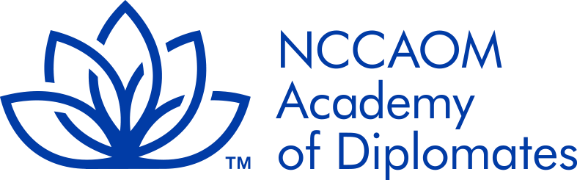 NCCAOM
Academy
of Diplomates
TM